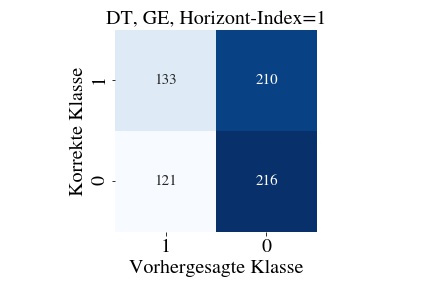 DT, GE, Horizont-Index=1
Korrekte Klasse
1
133
210
0
121
216
1
0
Vorhergesagte Klasse